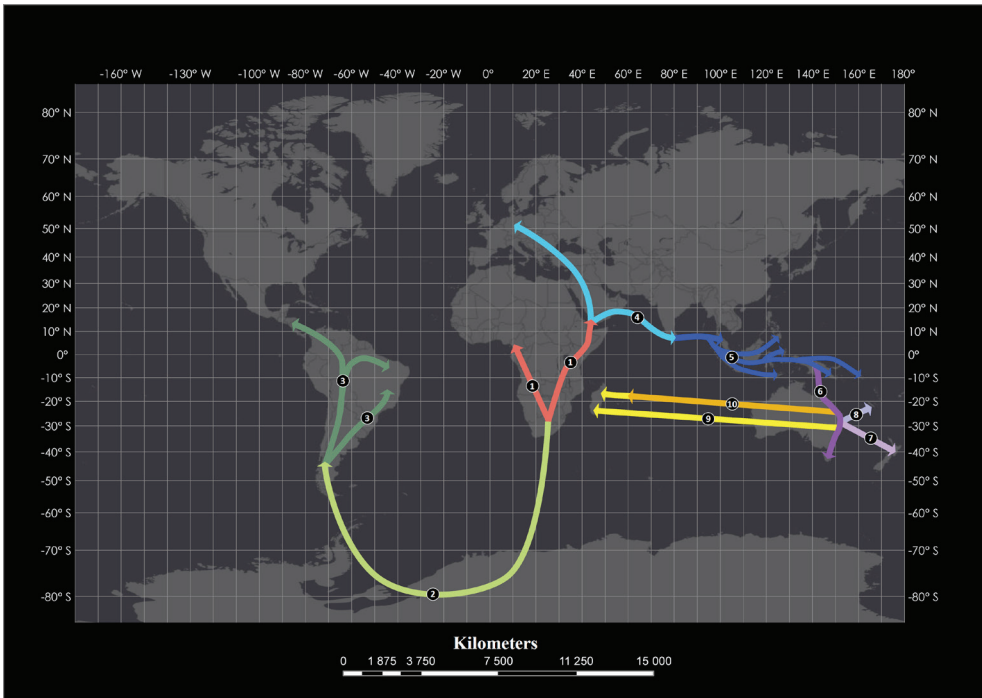 -160° W -130° W -100° W -80° W -60° W -40° W -20° W 0° 20° E 40° E 60° E 80° E 100° E 120° E 140° E 160° E 180°
80° N 80° N
70° N 70° N
60° N 60° N
50° N 50° N
40° N 40° N
30° N 30° N
20° N 20° N
4
10° N 10° N
0° 5 0°
1
-10° S 3 1 -10° S
6
-20° S 10 -20° S
3 9 8
-30° S -30° S
7
-40° S -40° S
-50° S -50° S
-60° S -60° S
-70° S -70° S
-80° S 2 -80° S
Kilometers
0 1 875 3 750 7 500 11 250 15 000